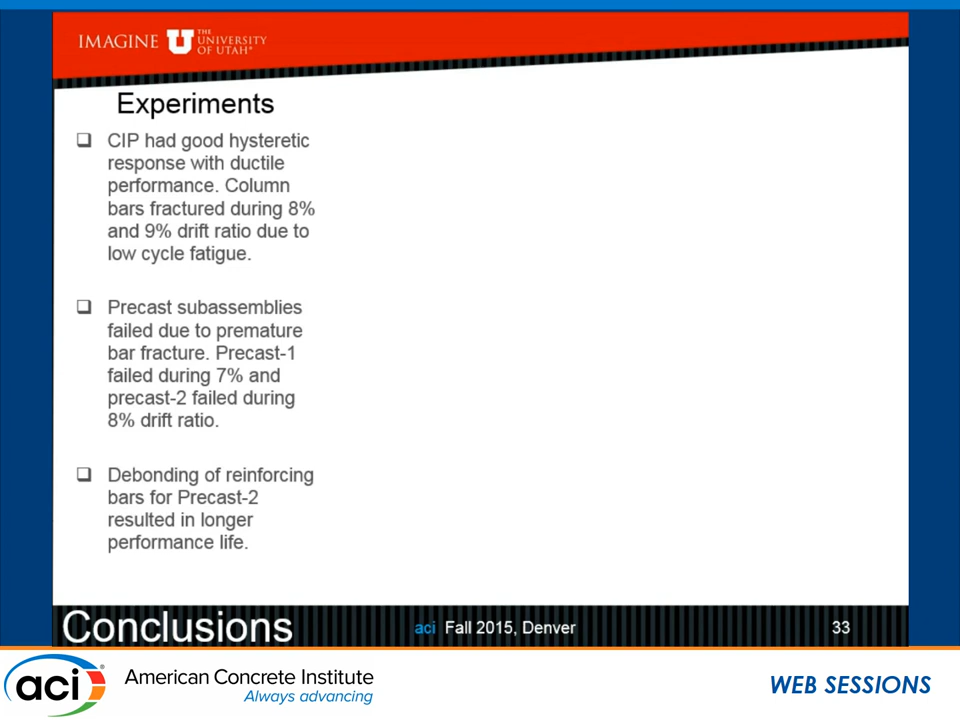 IMAGINE U THE UNIVERSITY OF UTAH®
Experiments
CIP had good hysteretic
response with ductile
performance. Column
bars fractured during 8%
and 9% drift ratio due to
low cycle fatigue.
Precast subassemblies
failed due to premature
bar fracture. Precast-1
failed during 7% and
precast-2 failed during
8% drift ratio.
Debonding of reinforcing
bars for Precast-2
resulted in longer
performance life.
Conclusions
aci Fall 2015, Denver
33
aci®
American Concrete Institute
Always advancing
WEB SESSIONS